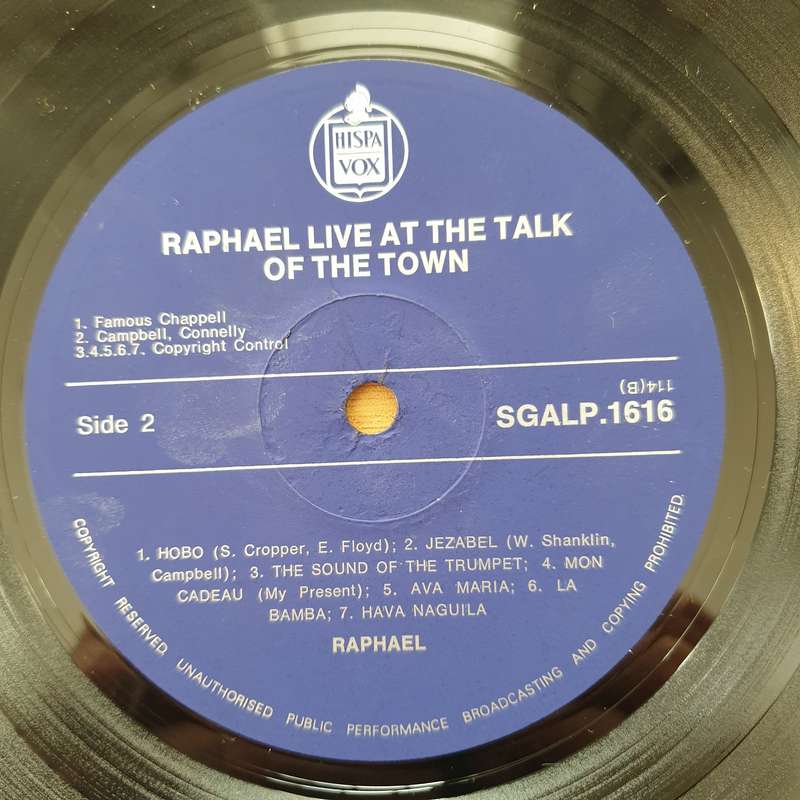 HISPA
VOX
RAPHAEL LIVE AT THE TALK
OF THE TOWN
1. Famous Chappell
2. Campbell, Connelly
3.4.5.6.7. Copyright Control
114(B)
Side 2
SGALP.1616
1. HOBO (S. Cropper, E. Floyd); 2. JEZABEL (W. Shanklin,
Campbell); 3. THE SOUND OF THE TRUMPET; 4. MON
CADEAU (My Present); 5. AVA MARIA; 6. LA
BAMBA; 7. HAVA NAGUILA
RAPHAEL
COPYRIGHT RESERVED. UNAUTHORISED PUBLIC PERFORMANCE BROADCASTING AND COPYING PROHIBITED.